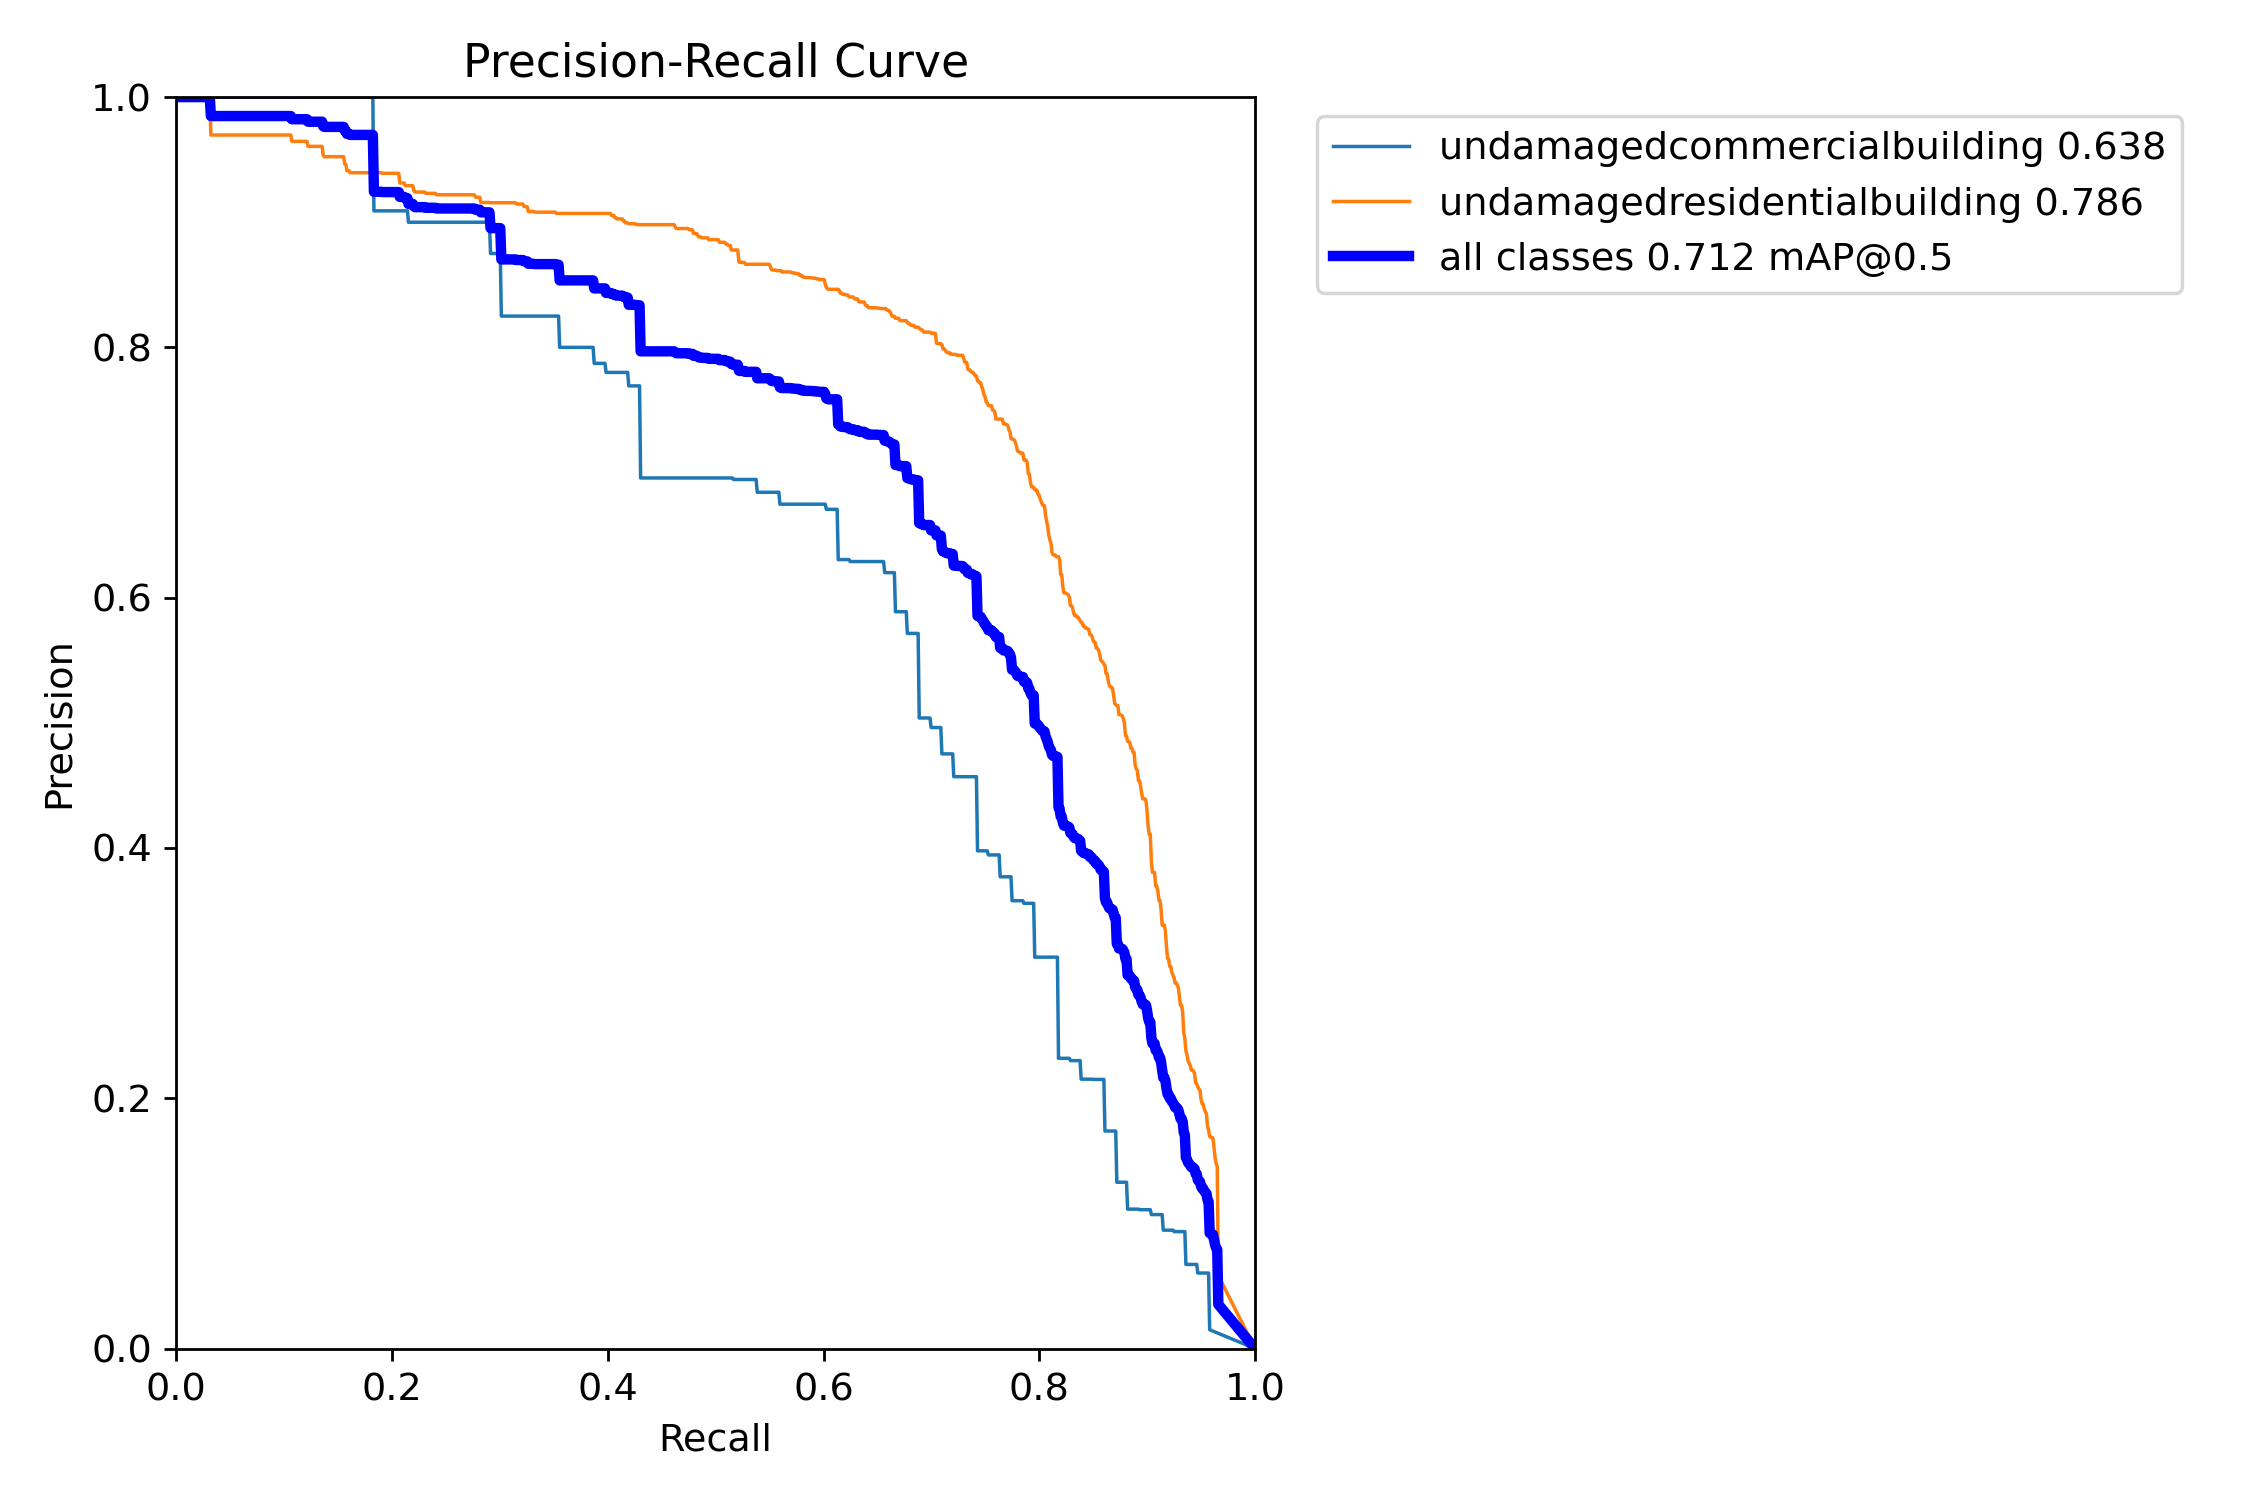 Precision-Recall Curve
1.0
0.8
0.6
0.4
0.2
0.0
Precision
0.0 0.2 0.4 0.6 0.8 1.0
Recall
undamagedcommercialbuilding 0.638
undamagedresidentialbuilding 0.786
all classes 0.712 mAP@0.5